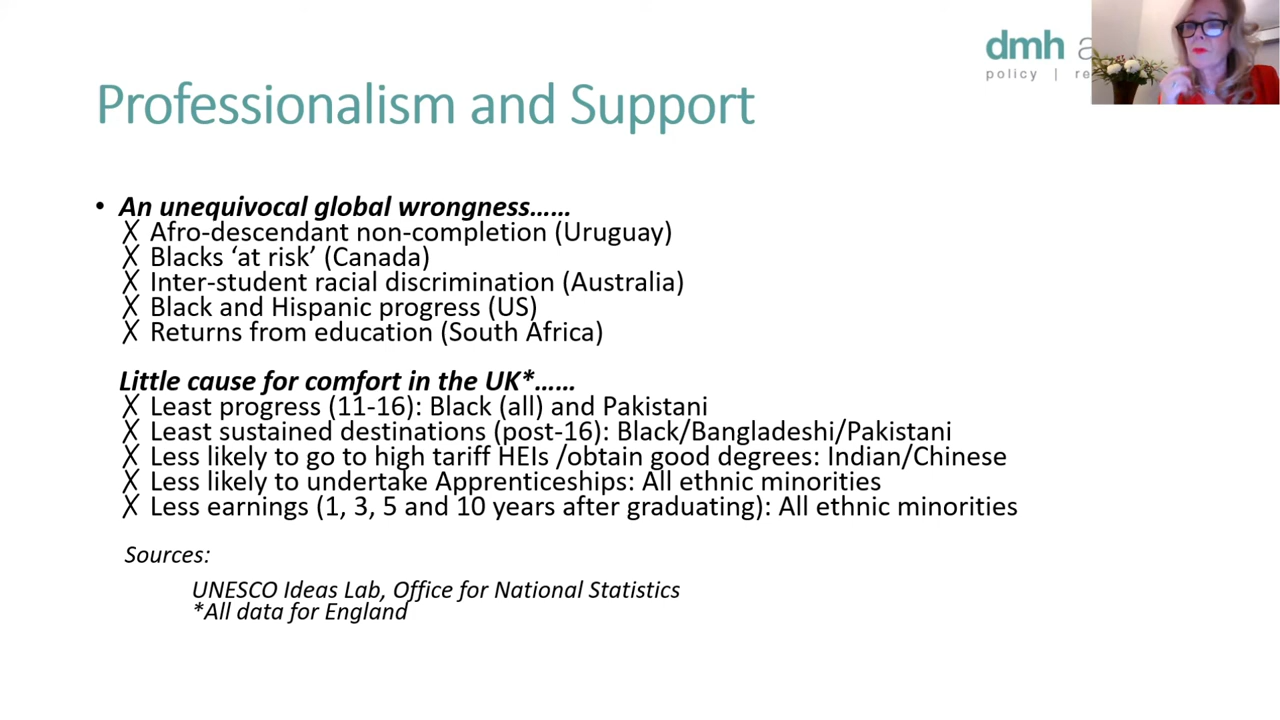 dmh a
policy | re
Professionalism and Support
• An unequivocal global wrongness……
╳ Afro-descendant non-completion (Uruguay)
╳ Blacks ‘at risk’ (Canada)
╳ Inter-student racial discrimination (Australia)
╳ Black and Hispanic progress (US)
╳ Returns from education (South Africa)
Little cause for comfort in the UK*……
╳ Least progress (11-16): Black (all) and Pakistani
╳ Least sustained destinations (post-16): Black/Bangladeshi/Pakistani
╳ Less likely to go to high tariff HEIs /obtain good degrees: Indian/Chinese
╳ Less likely to undertake Apprenticeships: All ethnic minorities
╳ Less earnings (1, 3, 5 and 10 years after graduating): All ethnic minorities
Sources:
UNESCO Ideas Lab, Office for National Statistics
*All data for England